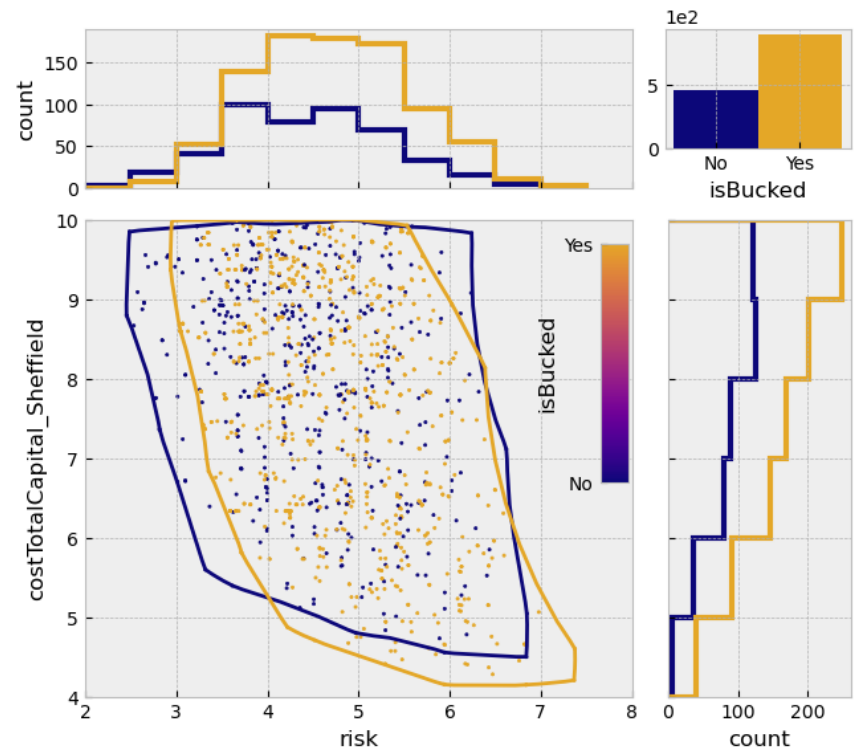 5e2
150
100
50
0
count
5
0
No Yes
isBucked
10
9
8
7
6
5
4
costTotalCapital_Sheffield
Yes
isBucked
No
2 3 4 5 6 7 8
risk
0 100 200
count